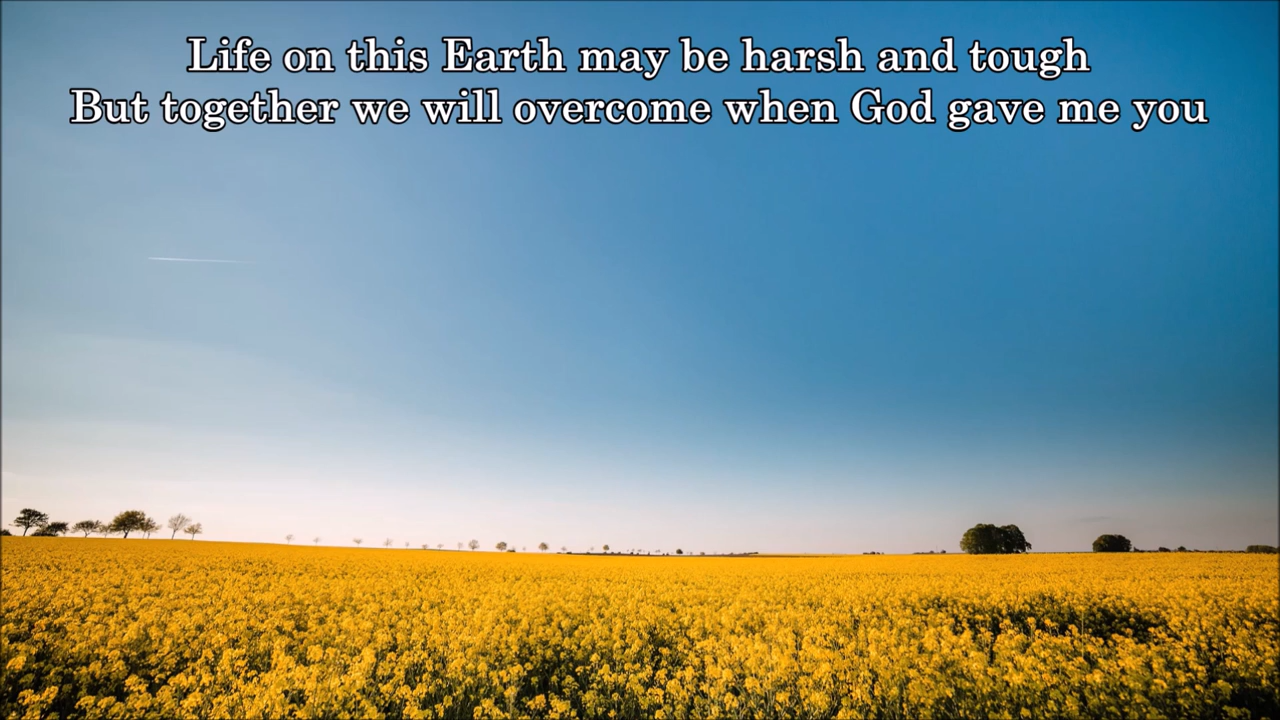 Life on this Earth may be harsh and tough
But together we will overcome when God gave me you